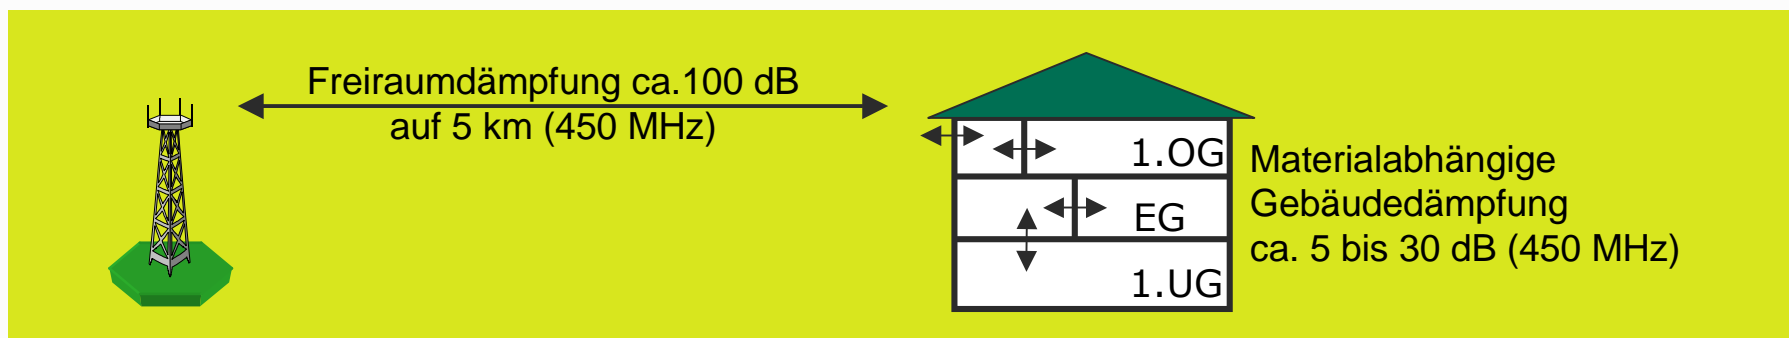 Freiraumdämpfung ca.100 dB
auf 5 km (450 MHz)
1.OG
EG
1.UG
Materialabhängige
Gebäudedämpfung
ca. 5 bis 30 dB (450 MHz)